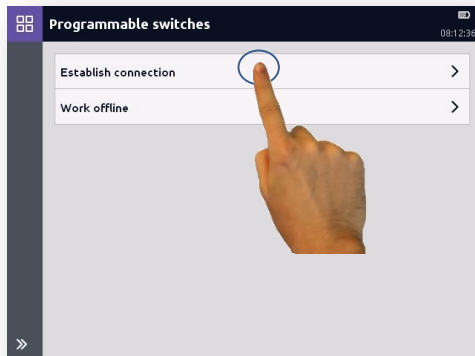 Programmable switches
08:12:36
Establish connection
Work offline